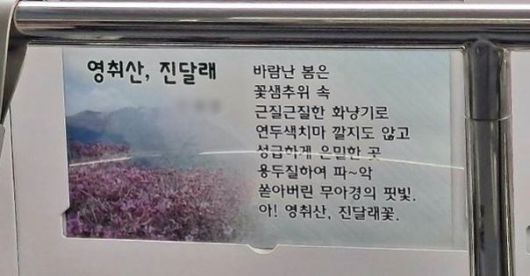 영취산, 진달래
바람난 봄은
꽃샘추위 속
근질근질한 화냥기로
연두색치마 깔지도 않고
성급하게 은밀한 곳
용두질하여 파~악
쏟아버린 무아경의 핏빛.
아! 영취산, 진달래꽃.